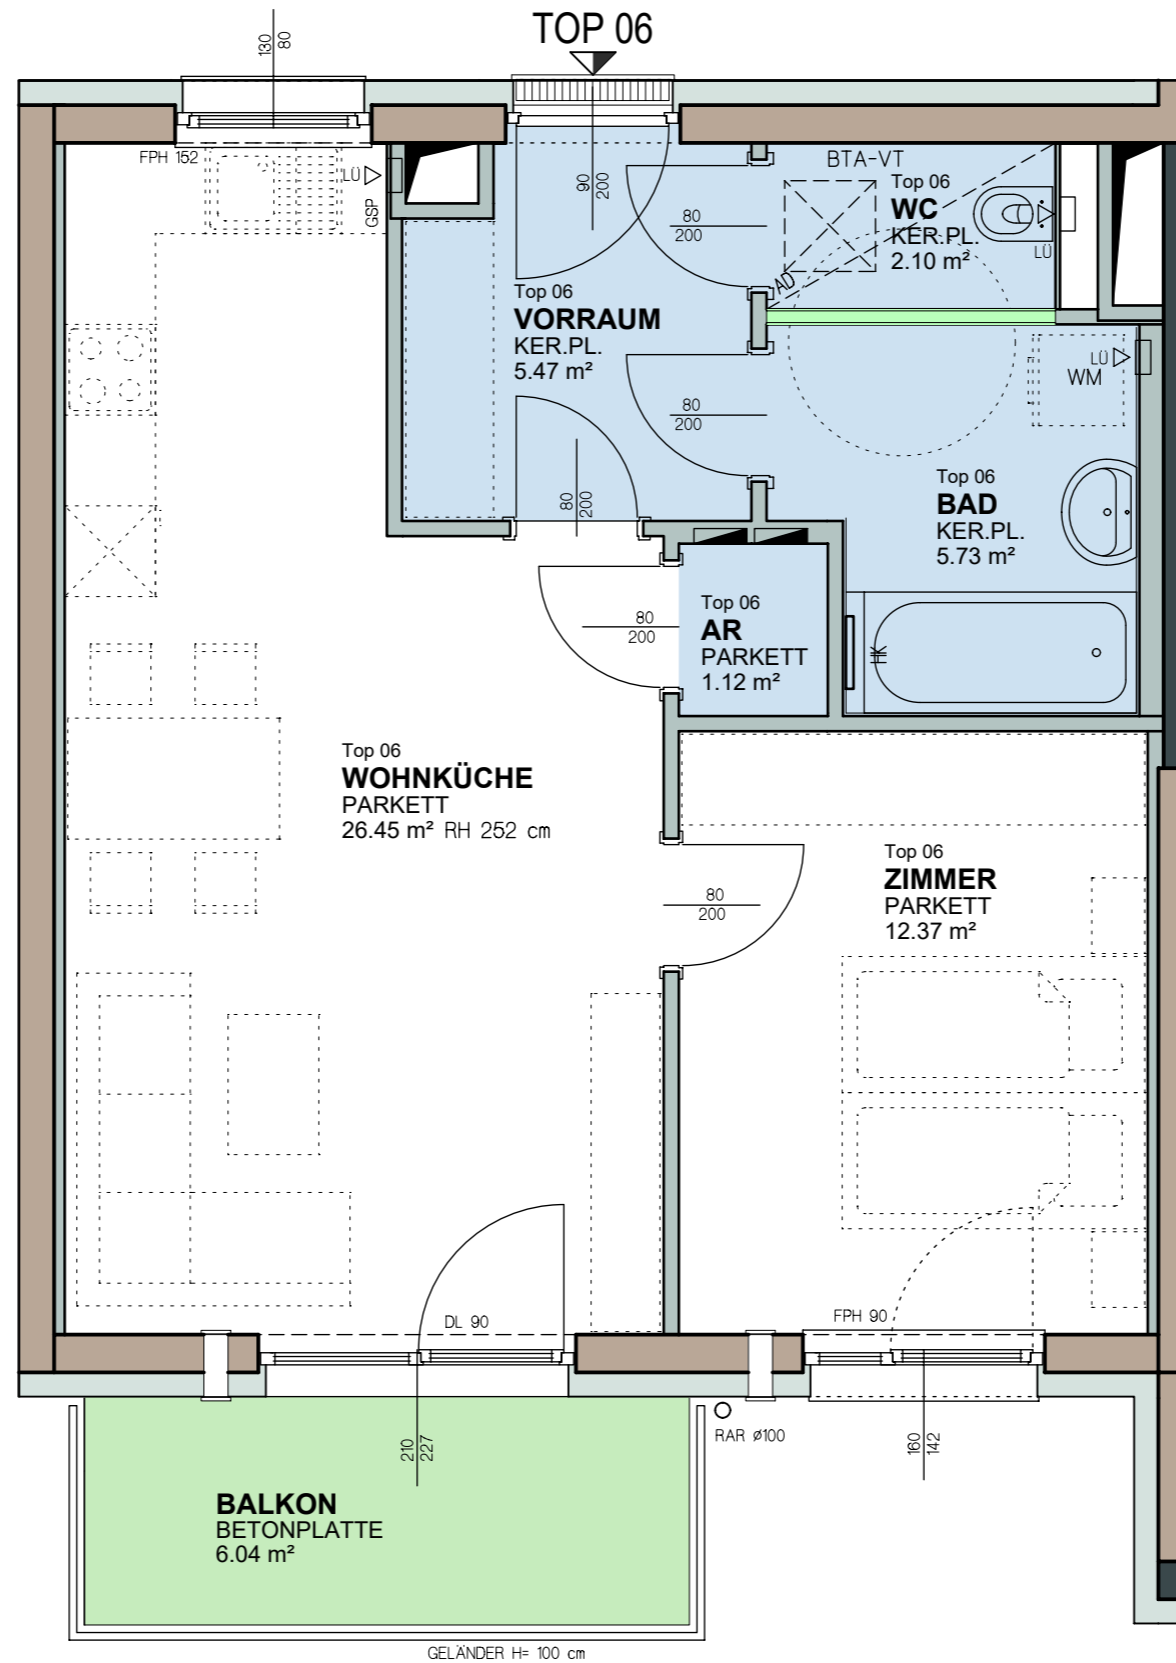 TOP 06
130
80
FPH 152
LÜ
GSP
90
200
80
200
BTA-VT
Top 06
WC
KER.PL.
2.10 m²
LÜ
AD
Top 06
VORRAUM
KER.PL.
5.47 m²
80
200
LÜ
WM
80
200
Top 06
BAD
KER.PL.
5.73 m²
HK
80
200
Top 06
AR
PARKETT
1.12 m²
Top 06
WOHNKÜCHE
PARKETT
26.45 m² RH 252 cm
80
200
Top 06
ZIMMER
PARKETT
12.37 m²
DL 90
FPH 90
210
227
RAR ø100
160
142
BALKON
BETONPLATTE
6.04 m²
GELÄNDER H= 100 cm